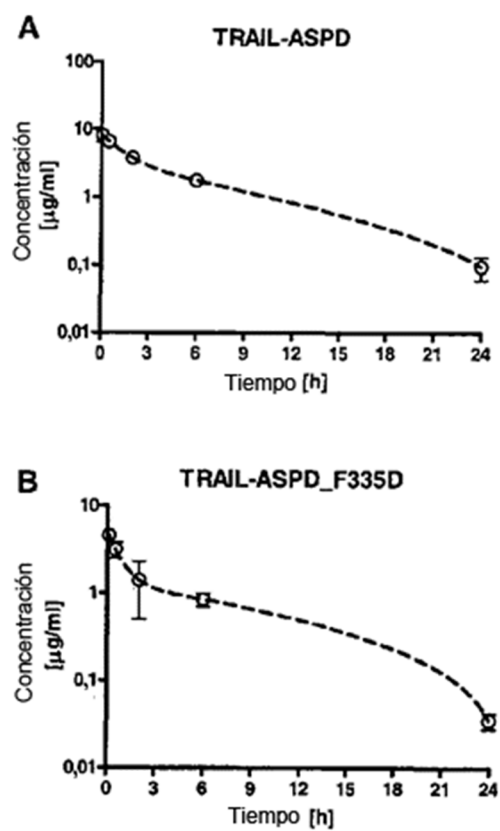 A
TRAIL-ASPD
Concentración
[µg/ml]
100
10
1
0,1
0,01
0 3 6 9 12 15 18 21 24
Tiempo [h]
B
TRAIL-ASPD_F335D
Concentración
[µg/ml]
10
1
0,1
0,01
0 3 6 9 12 15 18 21 24
Tiempo [h]